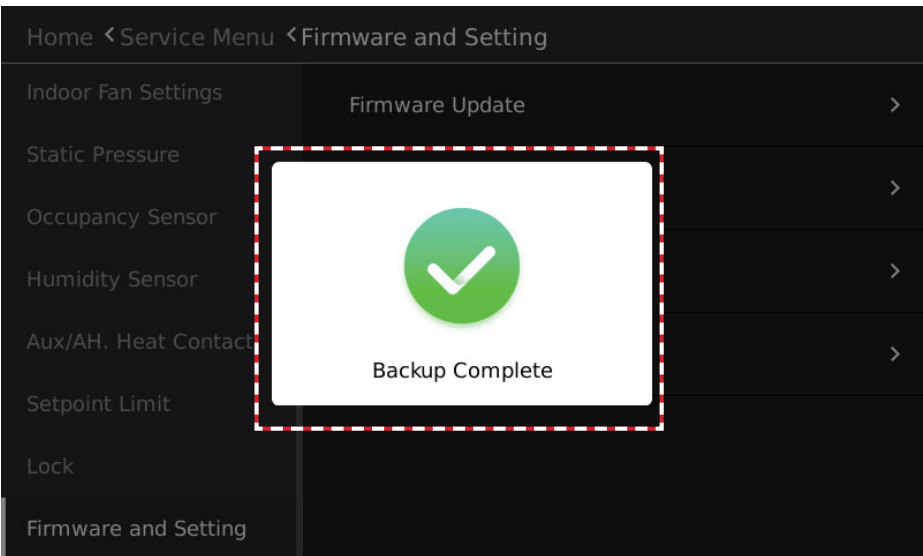 Home < Service Menu < Firmware and Setting
Indoor Fan Settings
Static Pressure
Occupancy Sensor
Humidity Sensor
Aux/AH. Heat Contact
Setpoint Limit
Lock
Firmware and Setting
Firmware Update
Backup Complete